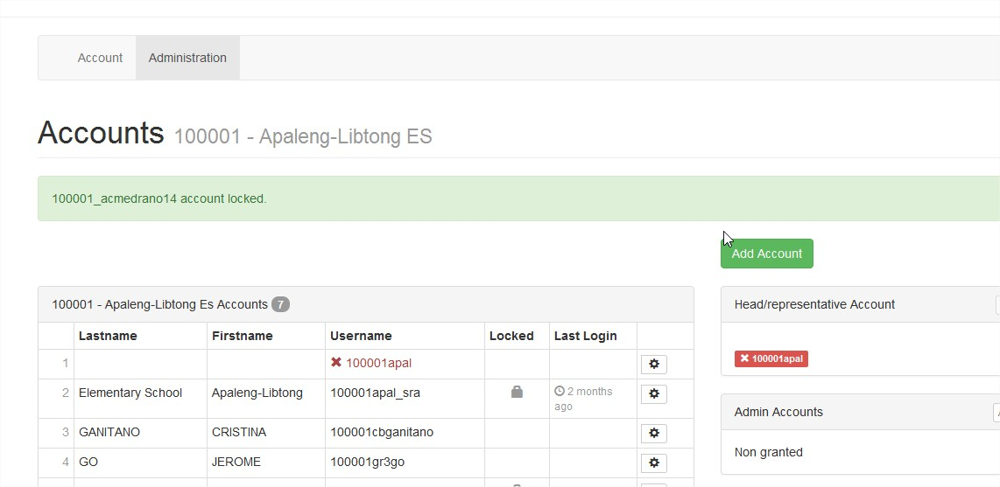 Account Administration
Accounts 100001 - Apaleng-Libtong ES
100001_acmedrano14 account locked.
Add Account
100001 - Apaleng-Libtong Es Accounts 7
Lastname Firstname Username Locked Last Login
1 100001apal
2 Elementary School Apaleng-Libtong 100001apal_sra 2 months
ago
3 GANITANO CRISTINA 100001cbganitano
4 GO JEROME 100001gr3go
Head/representative Account
100001apal
Admin Accounts
Non granted